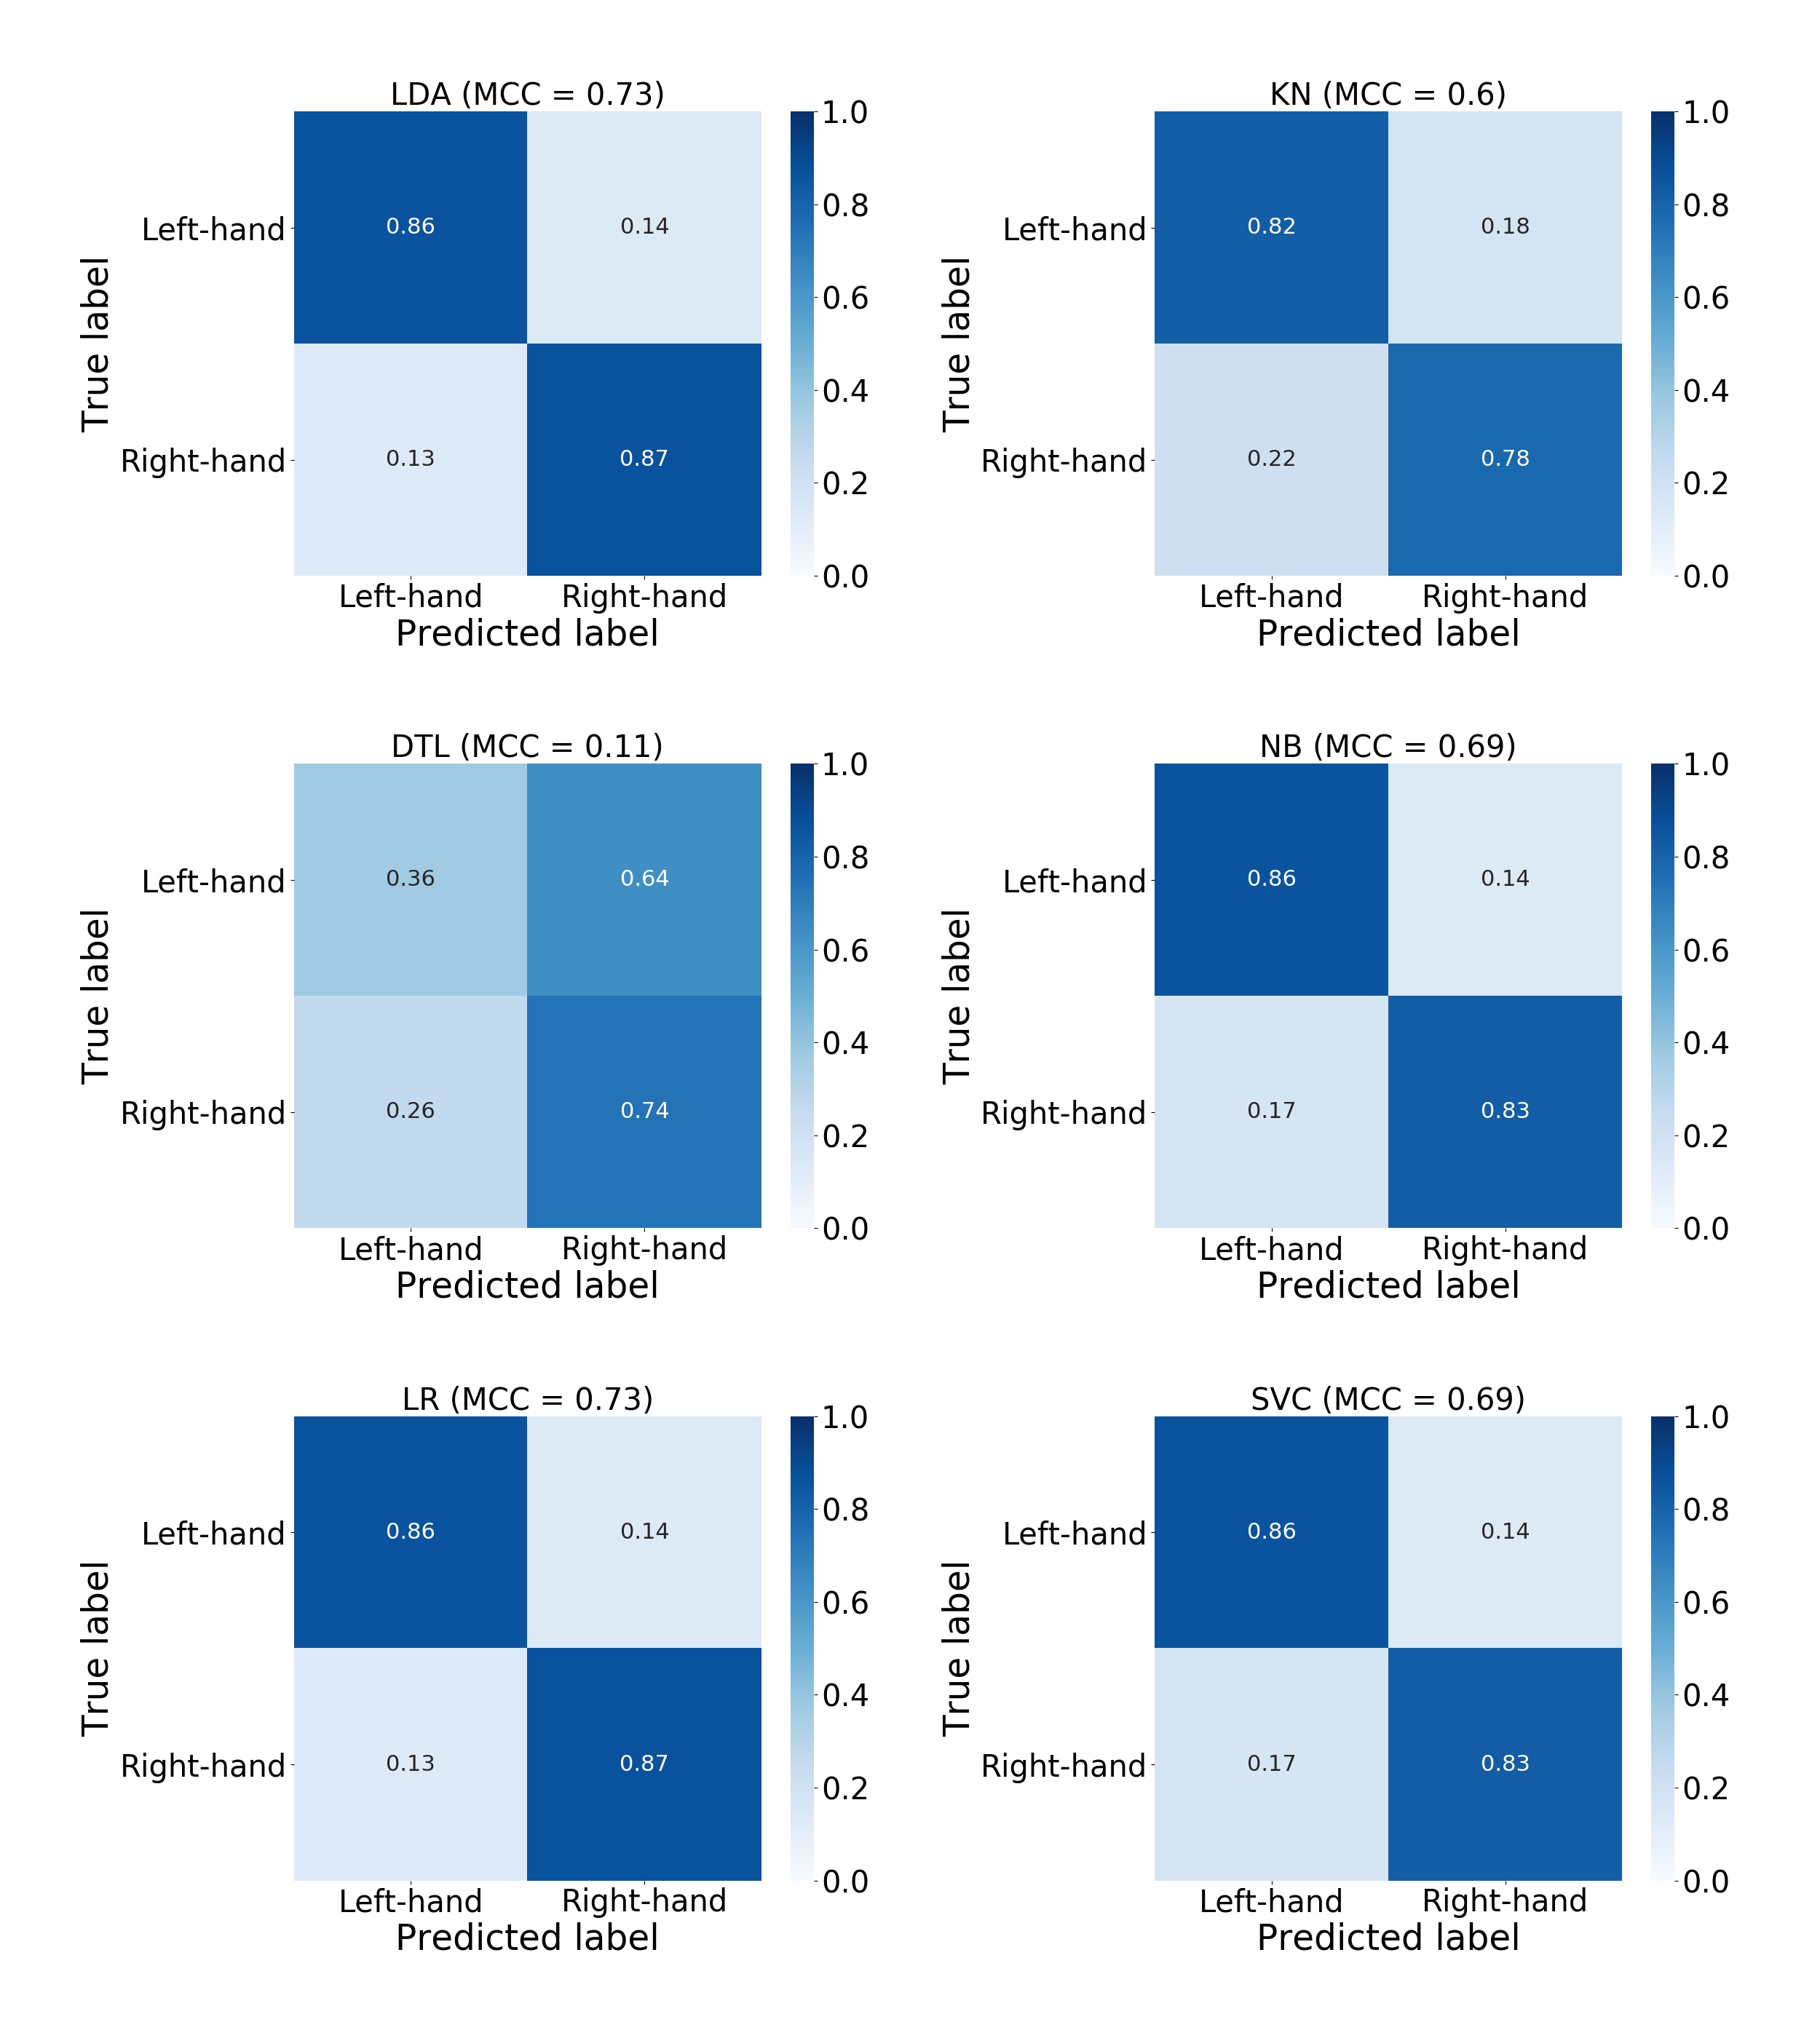 LDA (MCC = 0.73)
1.0
0.8
0.6
0.4
0.2
0.0
True label
Left-hand
0.86 0.14
Right-hand
0.13 0.87
Left-hand Right-hand
Predicted label
KN (MCC = 0.6)
1.0
0.8
0.6
0.4
0.2
0.0
True label
Left-hand
0.82 0.18
Right-hand
0.22 0.78
Left-hand Right-hand
Predicted label
DTL (MCC = 0.11)
1.0
0.8
0.6
0.4
0.2
0.0
True label
Left-hand
0.36 0.64
Right-hand
0.26 0.74
Left-hand Right-hand
Predicted label
NB (MCC = 0.69)
1.0
0.8
0.6
0.4
0.2
0.0
True label
Left-hand
0.86 0.14
Right-hand
0.17 0.83
Left-hand Right-hand
Predicted label
LR (MCC = 0.73)
1.0
0.8
0.6
0.4
0.2
0.0
True label
Left-hand
0.86 0.14
Right-hand
0.13 0.87
Left-hand Right-hand
Predicted label
SVC (MCC = 0.69)
1.0
0.8
0.6
0.4
0.2
0.0
True label
Left-hand
0.86 0.14
Right-hand
0.17 0.83
Left-hand Right-hand
Predicted label